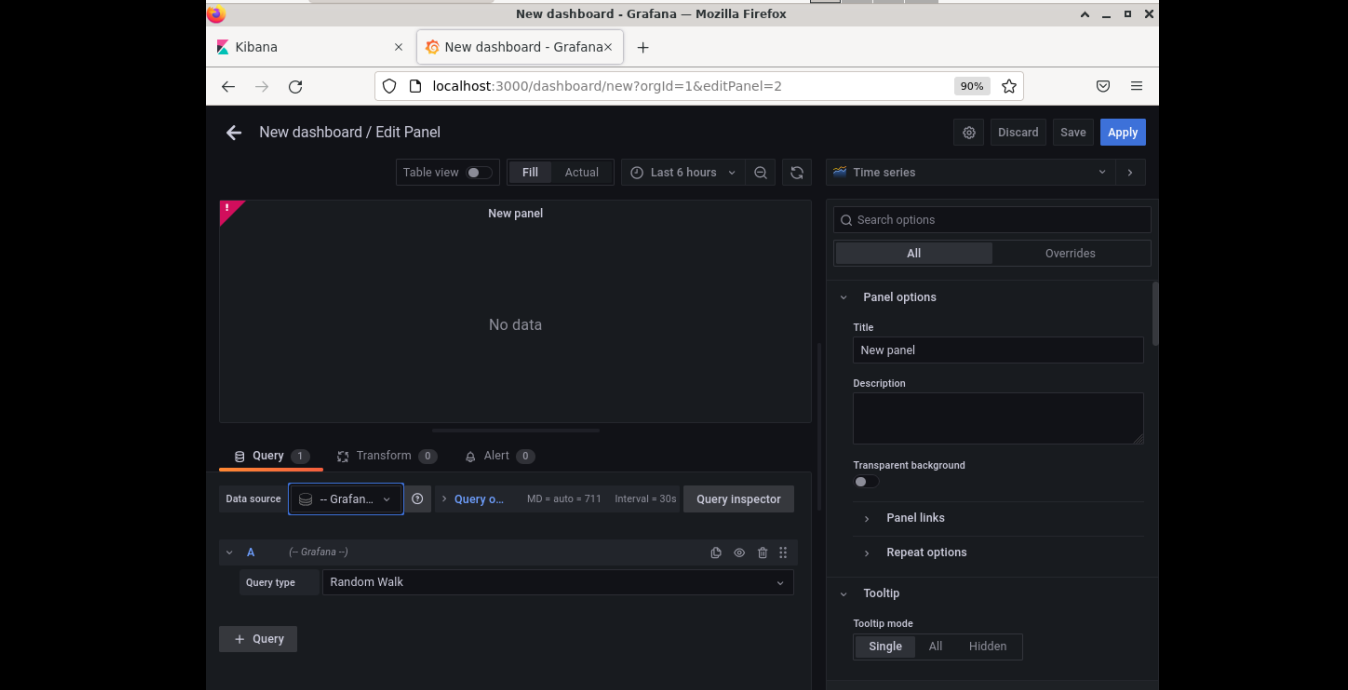 New dashboard - Grafana — Mozilla Firefox
Kibana
New dashboard - Grafana
localhost:3000/dashboard/new?orgId=1&editPanel=2
90%
New dashboard / Edit Panel
Discard
Save
Apply
Table view
Fill
Actual
Last 6 hours
Time series
!
New panel
Search options
All
Overrides
No data
Panel options
Title
New panel
Description
Query 1
Transform 0
Alert 0
Transparent background
Data source
-- Grafan...
Query o...
MD = auto = 711
Interval = 30s
Query inspector
Panel links
A
(-- Grafana --)
Repeat options
Query type
Random Walk
Tooltip
Tooltip mode
+ Query
Single
All
Hidden